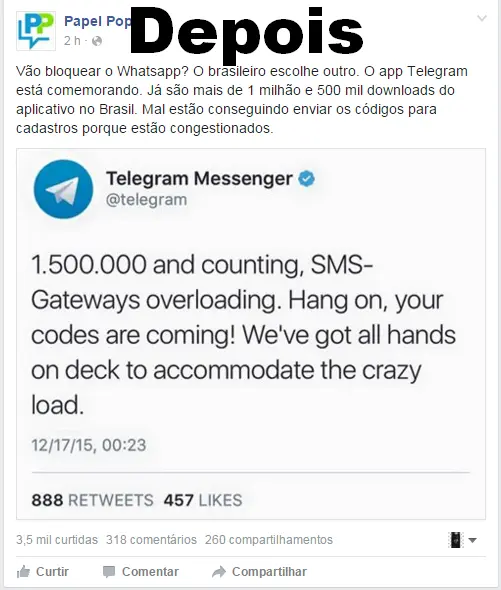 Depois
Papel Pop
2 h ·
Vão bloquear o Whatsapp? O brasileiro escolhe outro. O app Telegram
está comemorando. Já são mais de 1 milhão e 500 mil downloads do
aplicativo no Brasil. Mal estão conseguindo enviar os códigos para
cadastros porque estão congestionados.
Telegram Messenger
@telegram
1.500.000 and counting, SMS-
Gateways overloading. Hang on, your
codes are coming! We've got all hands
on deck to accommodate the crazy
load.
12/17/15, 00:23
888 RETWEETS 457 LIKES
3,5 mil curtidas 318 comentários 260 compartilhamentos
Curtir Comentar Compartilhar